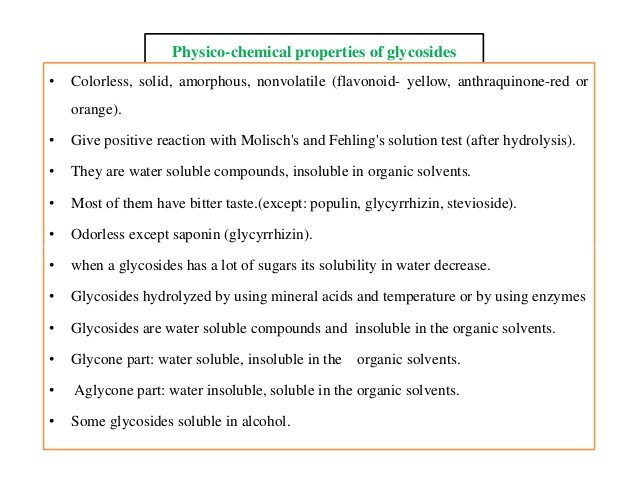 Physico-chemical properties of glycosides
• Colorless, solid, amorphous, nonvolatile (flavonoid- yellow, anthraquinone-red or
orange).
• Give positive reaction with Molisch's and Fehling's solution test (after hydrolysis).
• They are water soluble compounds, insoluble in organic solvents.
• Most of them have bitter taste.(except: populin, glycyrrhizin, stevioside).
• Odorless except saponin (glycyrrhizin).
• when a glycosides has a lot of sugars its solubility in water decrease.
• Glycosides hydrolyzed by using mineral acids and temperature or by using enzymes
• Glycosides are water soluble compounds and insoluble in the organic solvents.
• Glycone part: water soluble, insoluble in the organic solvents.
• Aglycone part: water insoluble, soluble in the organic solvents.
• Some glycosides soluble in alcohol.